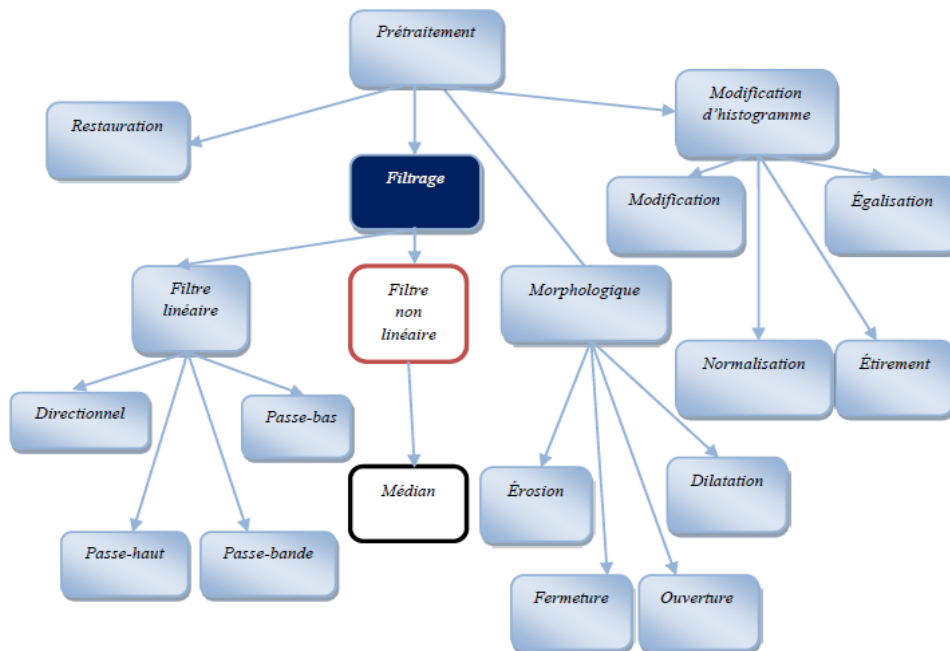 Prétraitement
Restauration
Modification
d'histogramme
Filtrage
Modification
Égalisation
Filtre
linéaire
Filtre
non
linéaire
Morphologique
Normalisation
Étirement
Directionnel
Passe-bas
Médian
Érosion
Dilatation
Passe-haut
Passe-bande
Fermeture
Ouverture